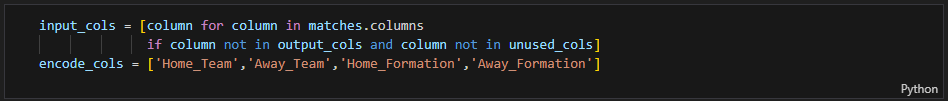 input_cols = [column for column in matches.columns
if column not in output_cols and column not in unused_cols]
encode_cols = ['Home_Team','Away_Team','Home_Formation','Away_Formation']
Python